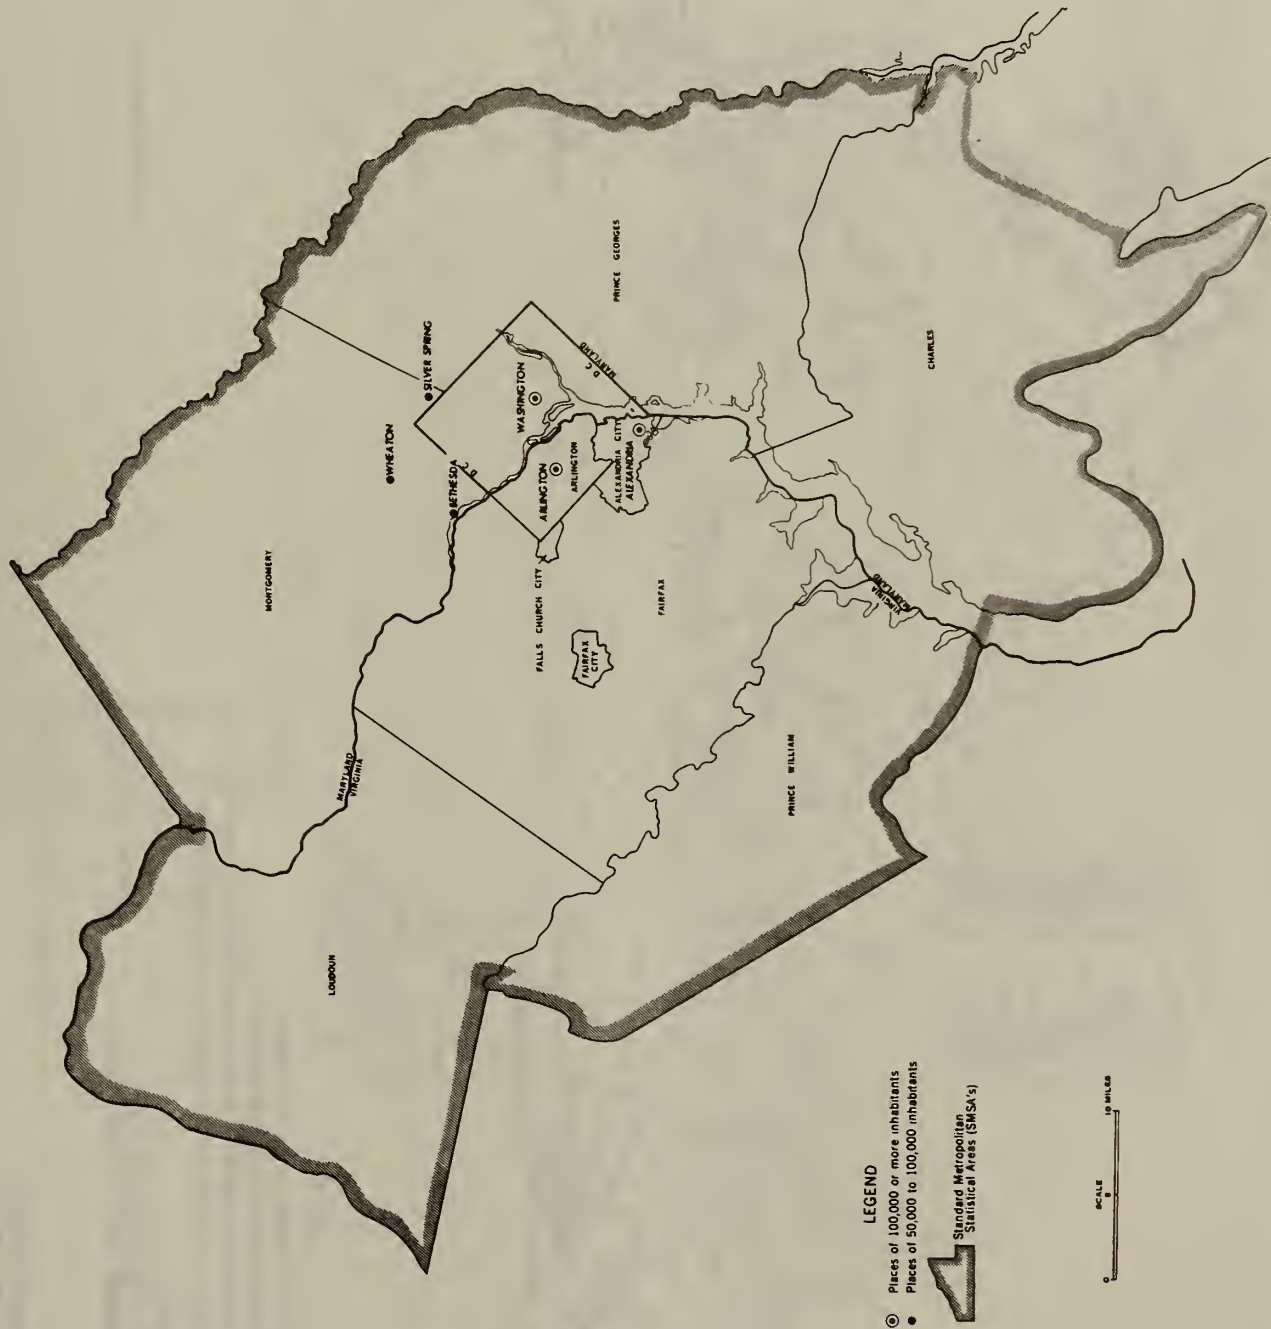 MONTGOMERY
WHEATON
SILVER SPRING
BETHESDA
D C
MARYLAND
VIRGINIA
LOUDOUN
WASHINGTON
ARLINGTON
ARLINGTON
ALEXANDRIA CITY
ALEXANDRIA
D C
MARYLAND
PRINCE GEORGES
FALLS CHURCH CITY
FAIRFAX
CITY
FAIRFAX
PRINCE WILLIAM
VIRGINIA
MARYLAND
CHARLES
LEGEND
Places of 100,000 or more inhabitants
Places of 50,000 to 100,000 inhabitants
Standard Metropolitan
Statistical Areas (SMSA's)
SCALE
0 5 10 MILES